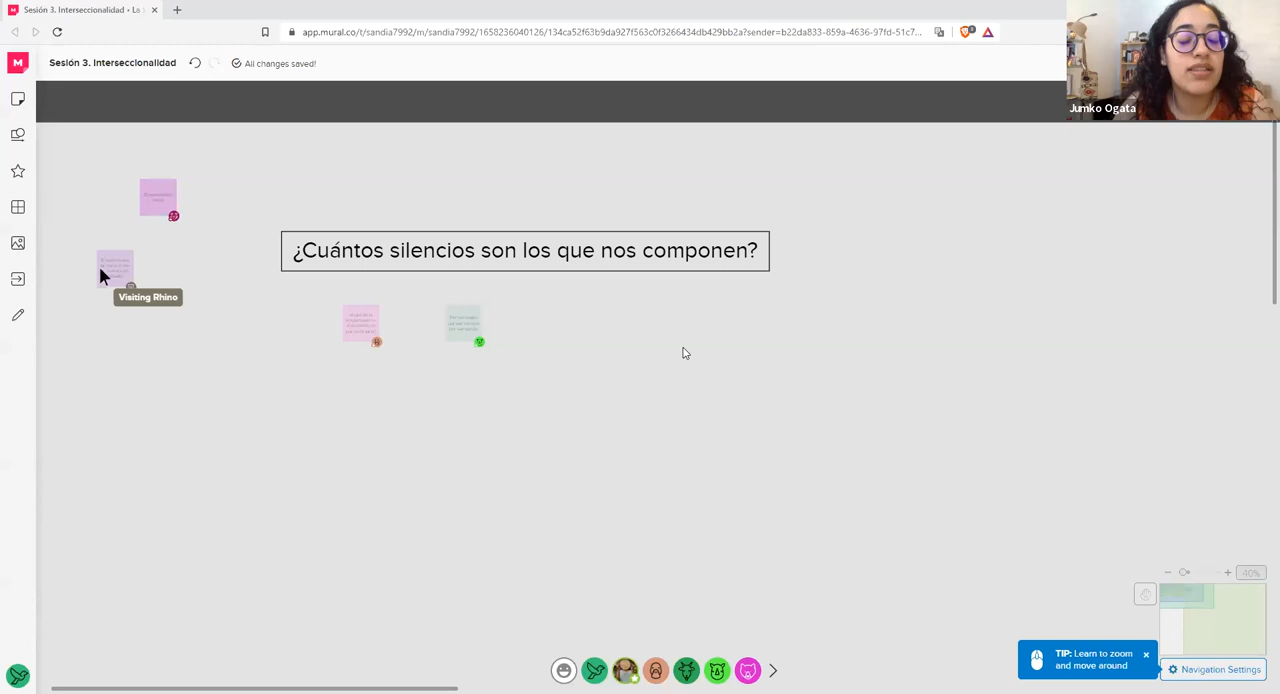 Sesión 3. Interseccionalidad • La
app.mural.co/t/sandia7992/m/sandia7992/1658236040126/134ca52f63b9da927f563c0f3266434db429bb2a?sender=b22da833-859a-4636-97fd-51c7...
M
Sesión 3. Interseccionalidad
All changes saved!
Jumko Ogata
¿Cuántos silencios son los que nos componen?
Visiting Rhino
40%
TIP: Learn to zoom
and move around
Navigation Settings